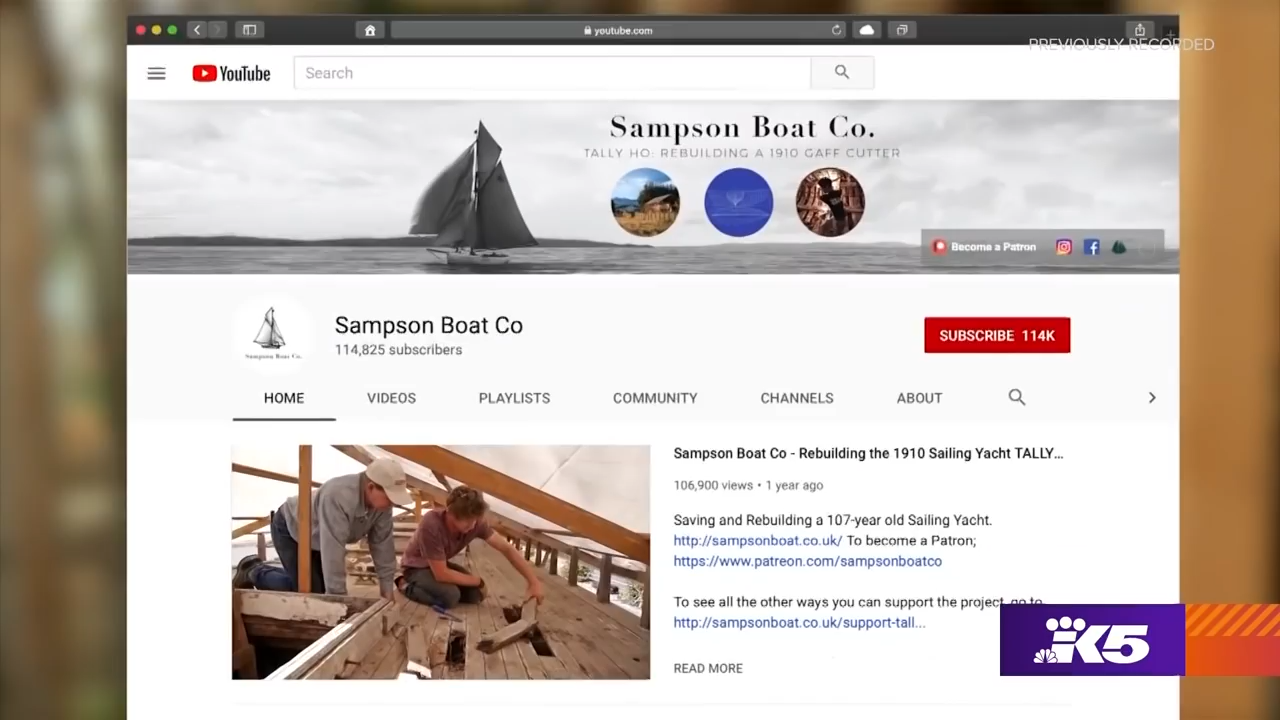 youtube.com
PREVIOUSLY RECORDED
YouTube
Search
Sampson Boat Co.
TALLY HO: REBUILDING A 1910 GAFF CUTTER
Become a Patron
Sampson Boat Co.
Sampson Boat Co
114,825 subscribers
SUBSCRIBE 114K
HOME VIDEOS PLAYLISTS COMMUNITY CHANNELS ABOUT
Sampson Boat Co - Rebuilding the 1910 Sailing Yacht TALLY...
106,900 views • 1 year ago
Saving and Rebuilding a 107-year old Sailing Yacht.
http://sampsonboat.co.uk/ To become a Patron;
https://www.patreon.com/sampsonboatco
To see all the other ways you can support the project, go to
http://sampsonboat.co.uk/support-tall...
READ MORE
K5